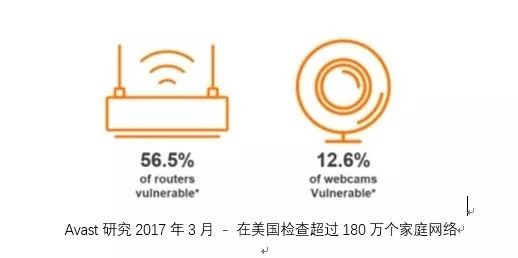 56.5%
of routers
vulnerable*
12.6%
of webcams
Vulnerable*
Avast 研究 2017 年 3 月 - 在美国检查超过 180 万个家庭网络